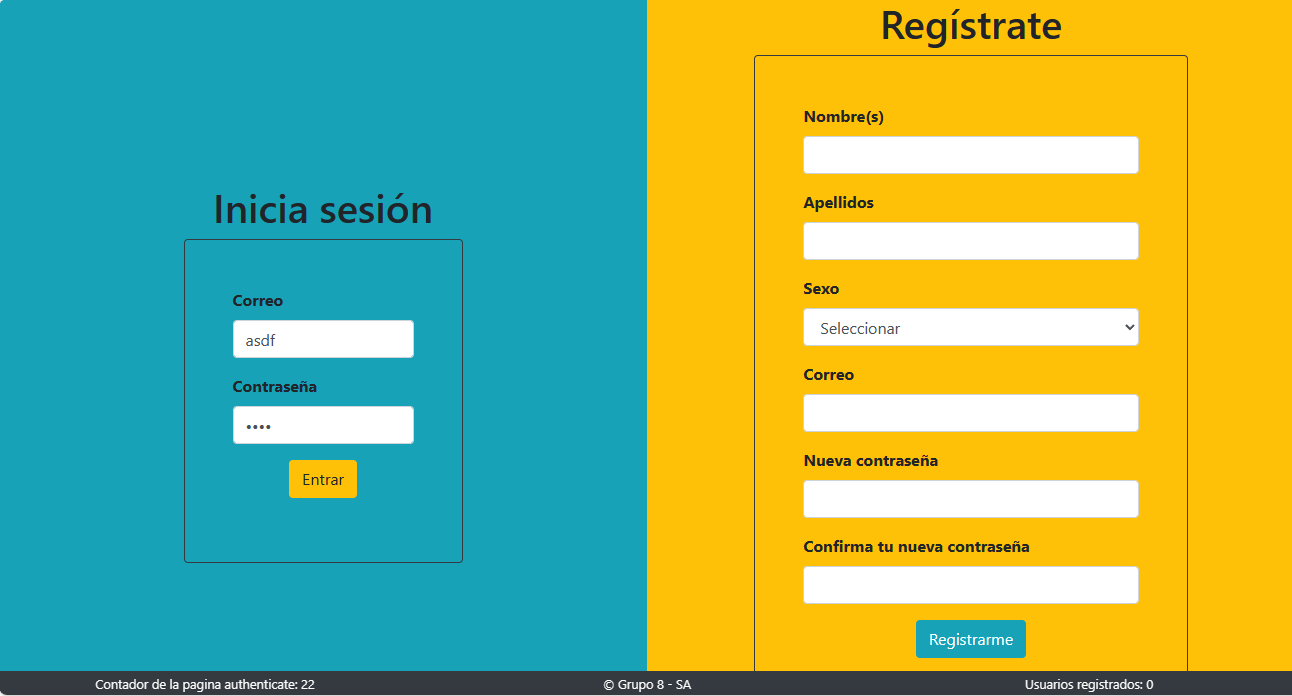 Inicia sesión
Correo
asdf
Contraseña
••••
Entrar
Regístrate
Nombre(s)
Apellidos
Sexo
Seleccionar
Correo
Nueva contraseña
Confirma tu nueva contraseña
Registrarme
Contador de la pagina authenticate: 22
© Grupo 8 - SA
Usuarios registrados: 0